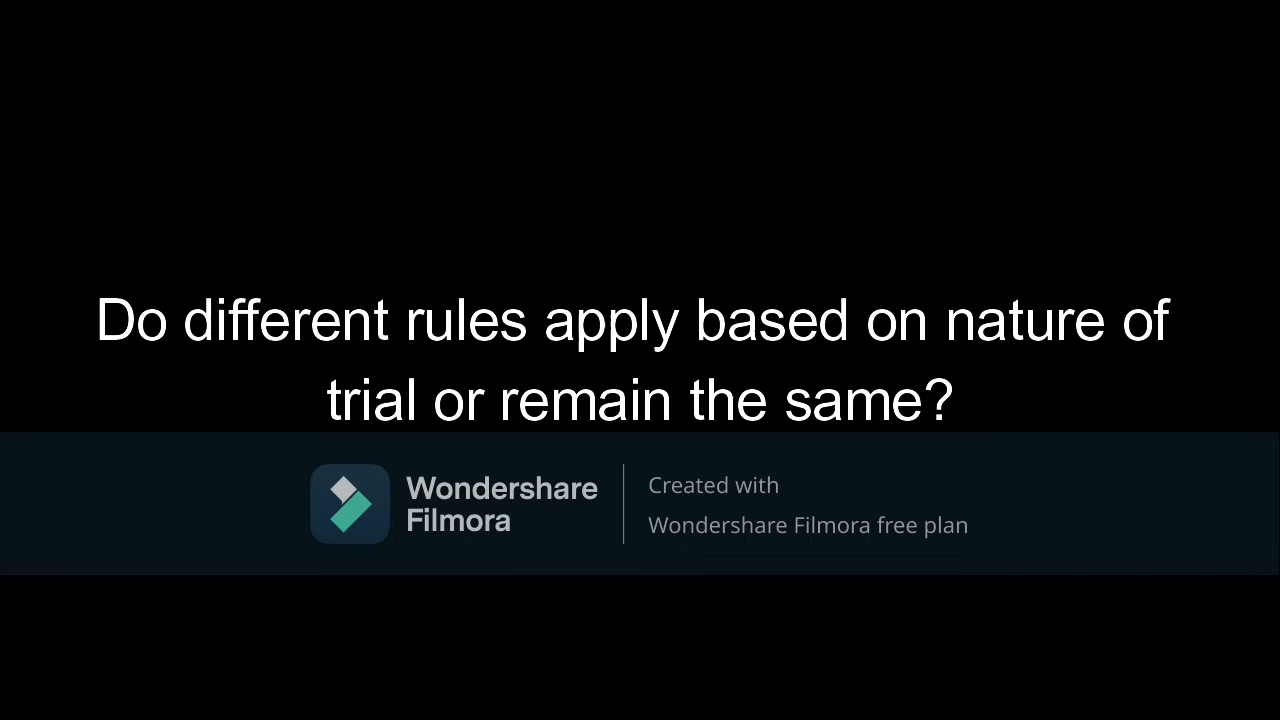 Do different rules apply based on nature of
trial or remain the same?
Wondershare
Filmora
Created with
Wondershare Filmora free plan